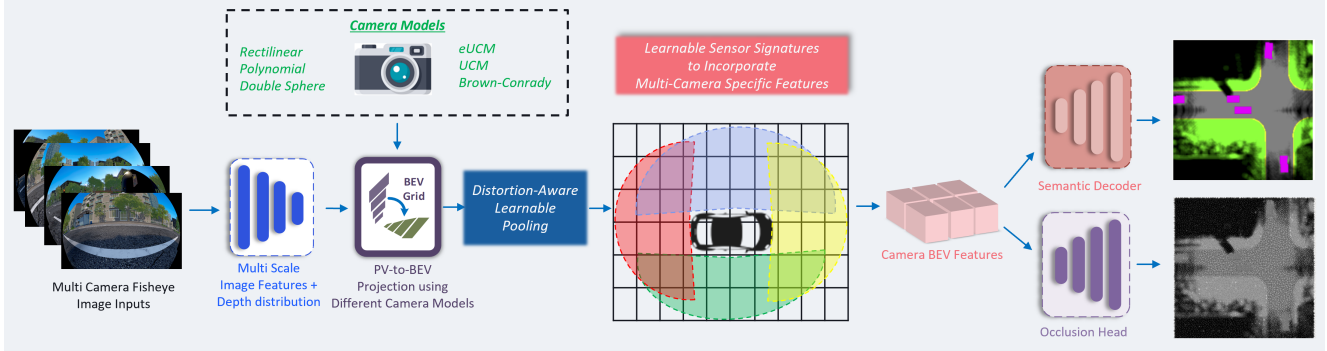 Camera Models
Rectilinear
Polynomial
Double Sphere
eUCM
UCM
Brown-Conrady
Learnable Sensor Signatures
to Incorporate
Multi-Camera Specific Features
Multi Camera Fisheye
Image Inputs
Multi Scale
Image Features +
Depth distribution
BEV
Grid
PV-to-BEV
Projection using
Different Camera Models
Distortion-Aware
Learnable
Pooling
Camera BEV Features
Semantic Decoder
Occlusion Head